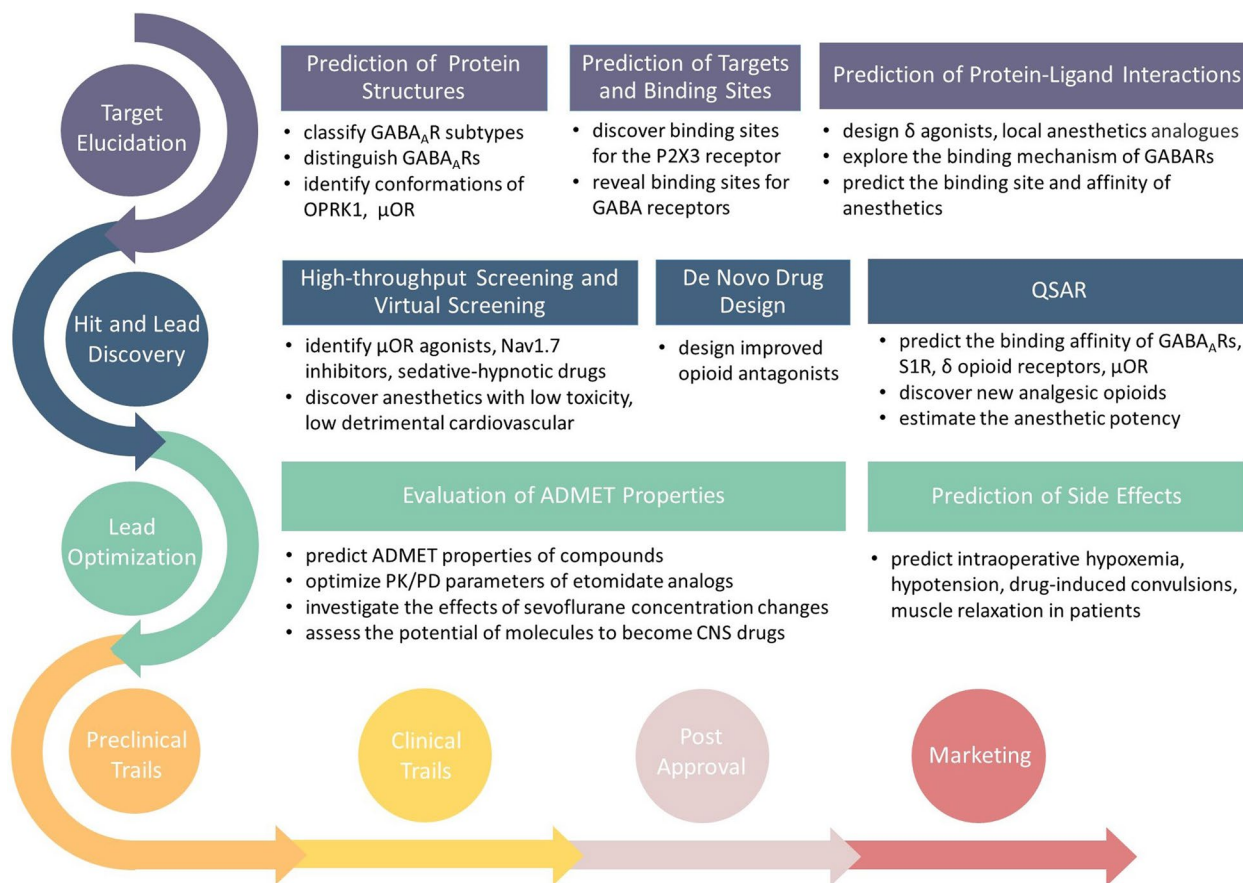 Target
Elucidation
Prediction of Protein
Structures
• classify GABA_AR subtypes
• distinguish GABA_ARs
• identify conformations of
OPRK1, μOR
Prediction of Targets
and Binding Sites
• discover binding sites
for the P2X3 receptor
• reveal binding sites for
GABA receptors
Prediction of Protein-Ligand Interactions
• design δ agonists, local anesthetics analogues
• explore the binding mechanism of GABARs
• predict the binding site and affinity of
anesthetics
Hit and Lead
Discovery
High-throughput Screening and
Virtual Screening
• identify μOR agonists, Nav1.7
inhibitors, sedative-hypnotic drugs
• discover anesthetics with low toxicity,
low detrimental cardiovascular
De Novo Drug
Design
• design improved
opioid antagonists
QSAR
• predict the binding affinity of GABA_ARs,
S1R, δ opioid receptors, μOR
• discover new analgesic opioids
• estimate the anesthetic potency
Lead
Optimization
Evaluation of ADMET Properties
• predict ADMET properties of compounds
• optimize PK/PD parameters of etomidate analogs
• investigate the effects of sevoflurane concentration changes
• assess the potential of molecules to become CNS drugs
Prediction of Side Effects
• predict intraoperative hypoxemia,
hypotension, drug-induced convulsions,
muscle relaxation in patients
Preclinical
Trails
Clinical
Trails
Post
Approval
Marketing